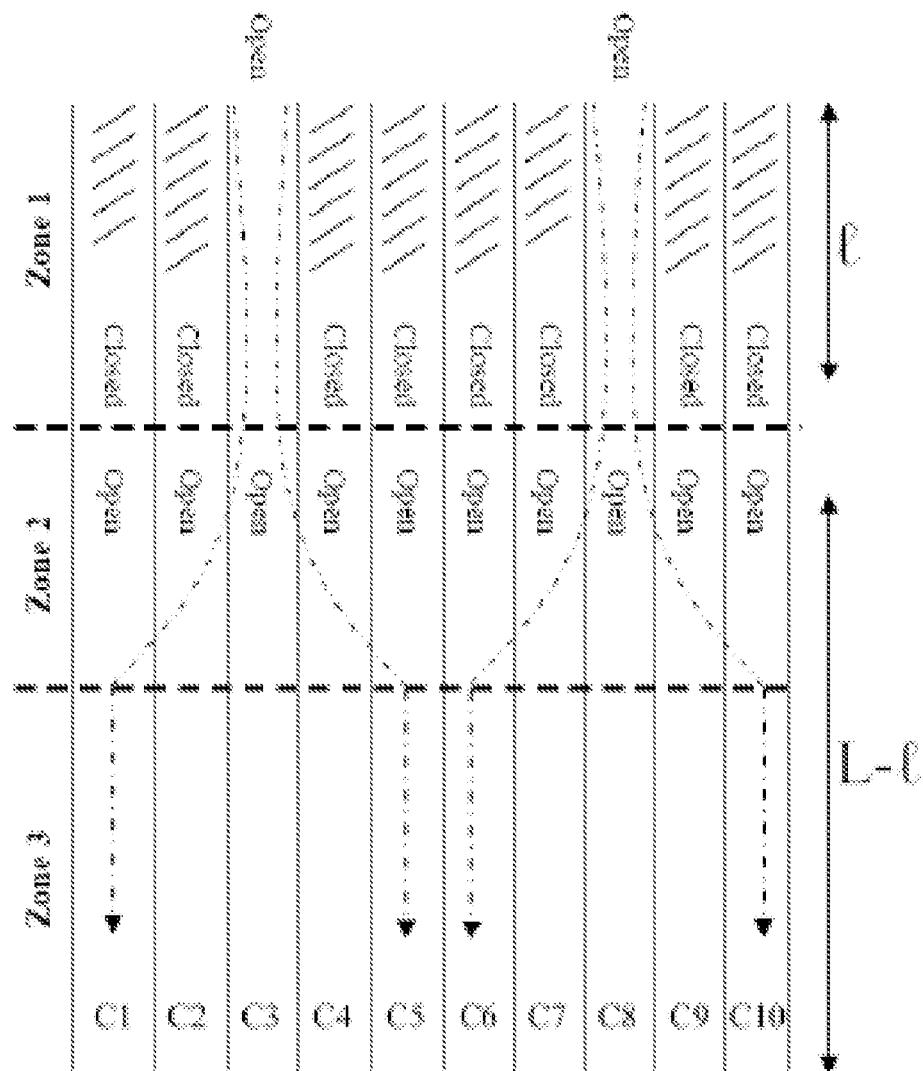 Open Open
Zone 1
ℓ
Closed Closed Closed Closed Closed Closed Closed Closed
Zone 2
Open Open Open Open Open Open Open Open Open Open
L-ℓ
Zone 3
C1 C2 C3 C4 C5 C6 C7 C8 C9 C10